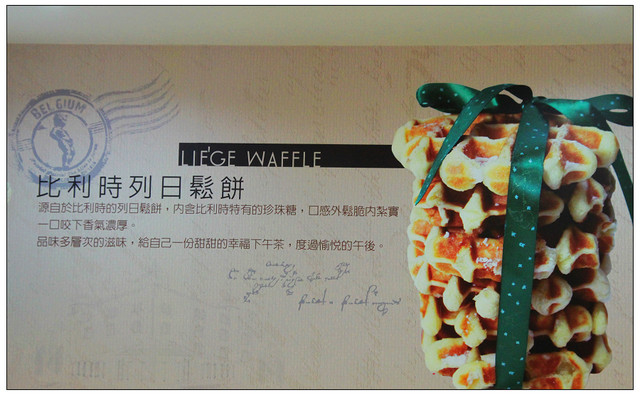 BELGIUM
LIÉGE WAFFLE
比利時列日鬆餅
源自於比利時的列日鬆餅，內含比利時特有的珍珠糖，口感外鬆脆內紮實
一口咬下香氣濃厚。
品味多層次的滋味，給自己一份甜甜的幸福下午茶，度過愉悅的午後。